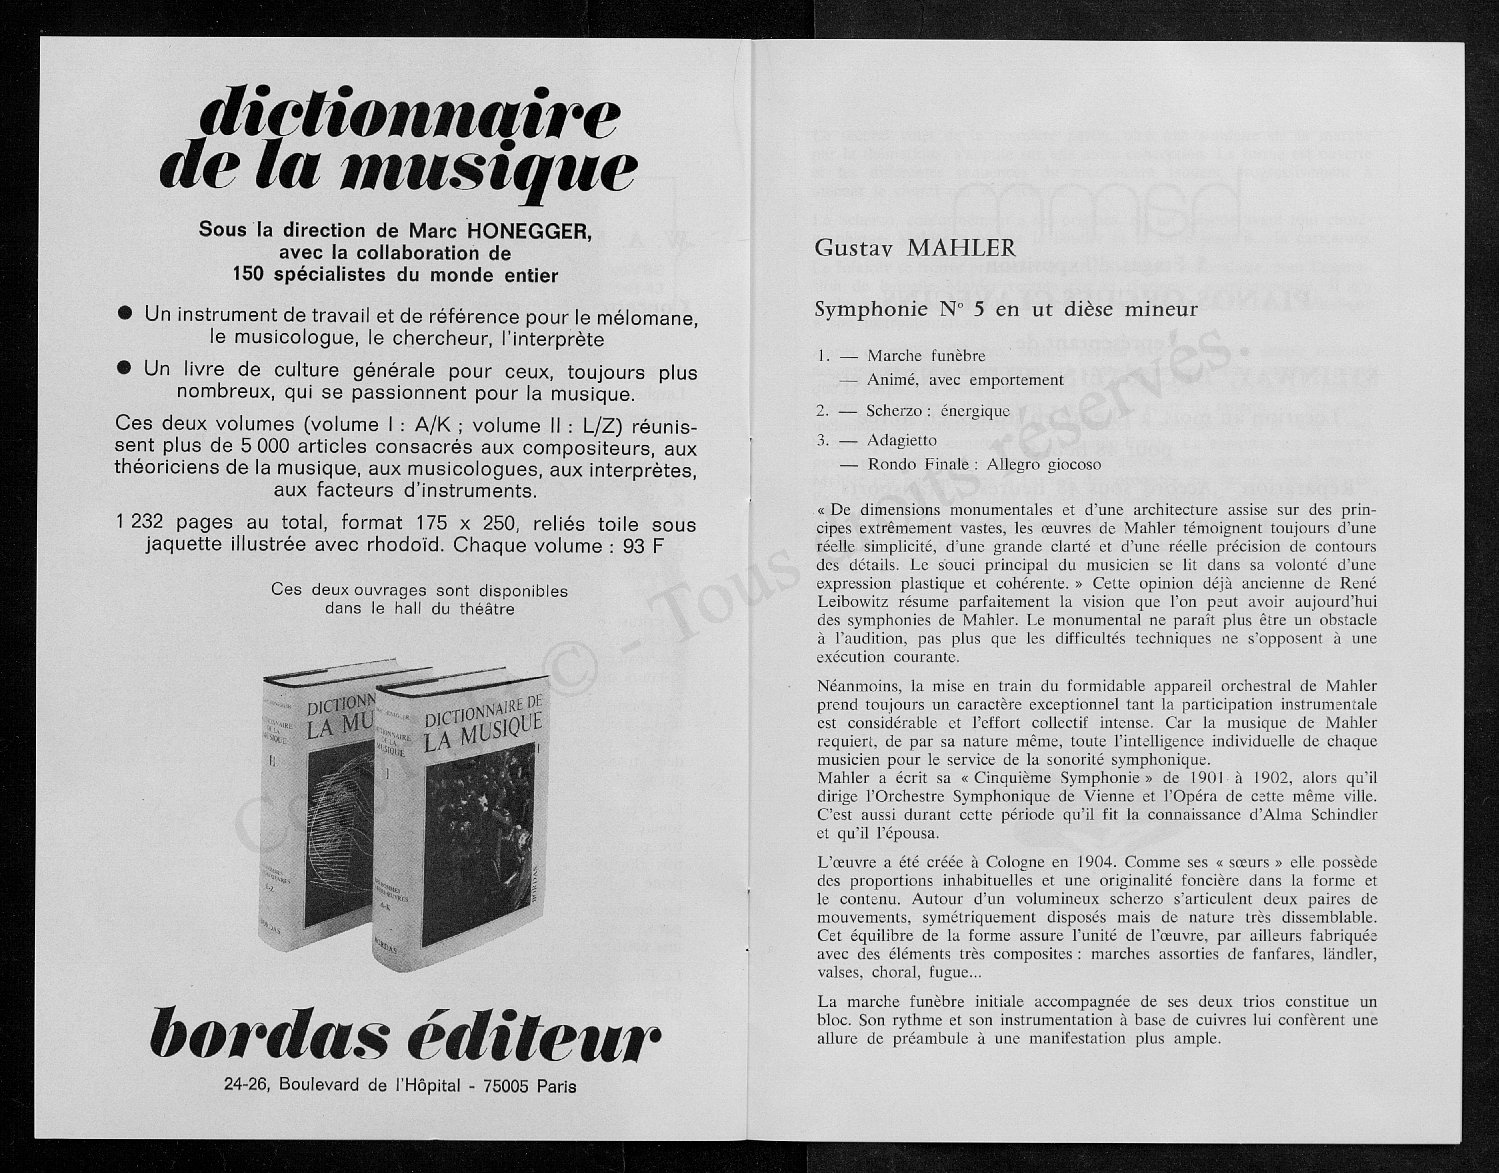 dictionnaire
de la musique
Sous la direction de Marc HONEGGER,
avec la collaboration de
150 spécialistes du monde entier
● Un instrument de travail et de référence pour le mélomane,
le musicologue, le chercheur, l'interprète
● Un livre de culture générale pour ceux, toujours plus
nombreux, qui se passionnent pour la musique.
Ces deux volumes (volume I : A/K ; volume II : L/Z) réunis-
sent plus de 5 000 articles consacrés aux compositeurs, aux
théoriciens de la musique, aux musicologues, aux interprètes,
aux facteurs d'instruments.
1 232 pages au total, format 175 x 250, reliés toile sous
jaquette illustrée avec rhodoïd. Chaque volume : 93 F
Ces deux ouvrages sont disponibles
dans le hall du théâtre
DICTIONN
LA MU
II
DICTIONNAIRE DE
LA MUSIQUE
I
A-K
BORDAS
BORDAS
bordas éditeur
24-26, Boulevard de l'Hôpital - 75005 Paris
Gustav MAHLER
Symphonie N° 5 en ut dièse mineur
1. — Marche funèbre
— Animé, avec emportement
2. — Scherzo : énergique
3. — Adagietto
— Rondo Finale : Allegro giocoso
« De dimensions monumentales et d'une architecture assise sur des prin-
cipes extrêmement vastes, les œuvres de Mahler témoignent toujours d'une
réelle simplicité, d'une grande clarté et d'une réelle précision de contours
des détails. Le souci principal du musicien se lit dans sa volonté d'une
expression plastique et cohérente. » Cette opinion déjà ancienne de René
Leibowitz résume parfaitement la vision que l'on peut avoir aujourd'hui
des symphonies de Mahler. Le monumental ne paraît plus être un obstacle
à l'audition, pas plus que les difficultés techniques ne s'opposent à une
exécution courante.
Néanmoins, la mise en train du formidable appareil orchestral de Mahler
prend toujours un caractère exceptionnel tant la participation instrumentale
est considérable et l'effort collectif intense. Car la musique de Mahler
requiert, de par sa nature même, toute l'intelligence individuelle de chaque
musicien pour le service de la sonorité symphonique.
Mahler a écrit sa « Cinquième Symphonie » de 1901 à 1902, alors qu'il
dirige l'Orchestre Symphonique de Vienne et l'Opéra de cette même ville.
C'est aussi durant cette période qu'il fit la connaissance d'Alma Schindler
et qu'il l'épousa.
L'œuvre a été créée à Cologne en 1904. Comme ses « sœurs » elle possède
des proportions inhabituelles et une originalité foncière dans la forme et
le contenu. Autour d'un volumineux scherzo s'articulent deux paires de
mouvements, symétriquement disposés mais de nature très dissemblable.
Cet équilibre de la forme assure l'unité de l'œuvre, par ailleurs fabriquée
avec des éléments très composites : marches assorties de fanfares, ländler,
valses, choral, fugue...
La marche funèbre initiale accompagnée de ses deux trios constitue un
bloc. Son rythme et son instrumentation à base de cuivres lui confèrent une
allure de préambule à une manifestation plus ample.
© - Tous droits réservés.